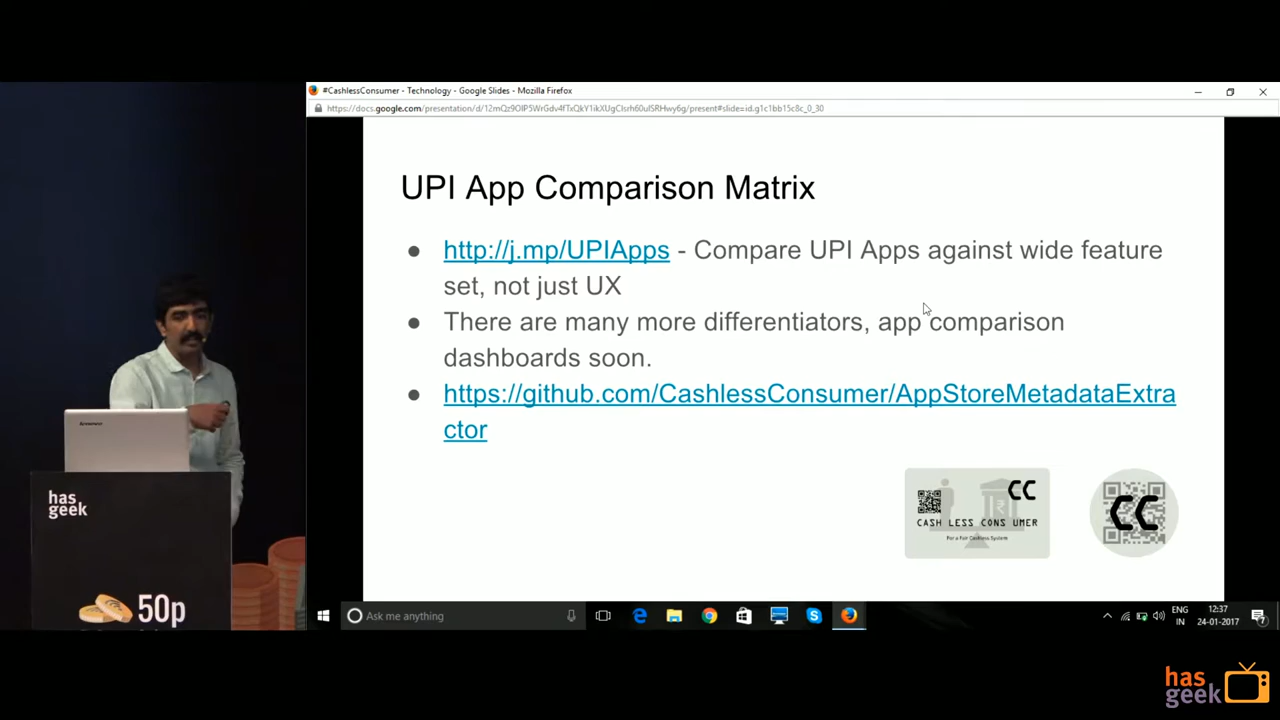 #CashlessConsumer - Technology - Google Slides - Mozilla Firefox
UPI App Comparison Matrix
http://j.mp/UPIApps - Compare UPI Apps against wide feature
set, not just UX
There are many more differentiators, app comparison
dashboards soon.
https://github.com/CashlessConsumer/AppStoreMetadataExtra
ctor
CC
CASH LESS CONS UMER
For a Fair Cashless System
CC
Ask me anything
ENG
IN
12:37
24-01-2017
lenovo
has
geek
50p
has
geek